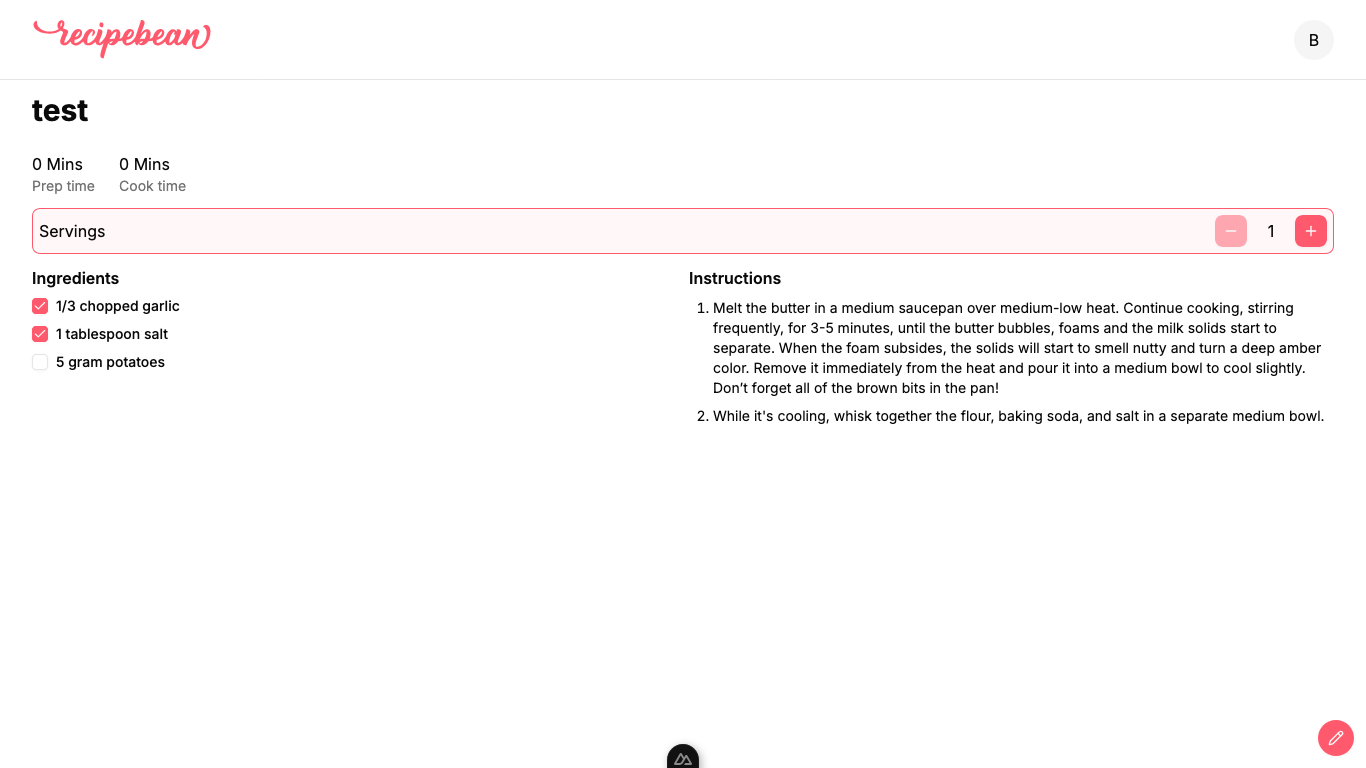 recipebean
B
test
0 Mins
Prep time
0 Mins
Cook time
Servings
1
Ingredients
1/3 chopped garlic
1 tablespoon salt
5 gram potatoes
Instructions
1. Melt the butter in a medium saucepan over medium-low heat. Continue cooking, stirring
frequently, for 3-5 minutes, until the butter bubbles, foams and the milk solids start to
separate. When the foam subsides, the solids will start to smell nutty and turn a deep amber
color. Remove it immediately from the heat and pour it into a medium bowl to cool slightly.
Don’t forget all of the brown bits in the pan!
2. While it's cooling, whisk together the flour, baking soda, and salt in a separate medium bowl.